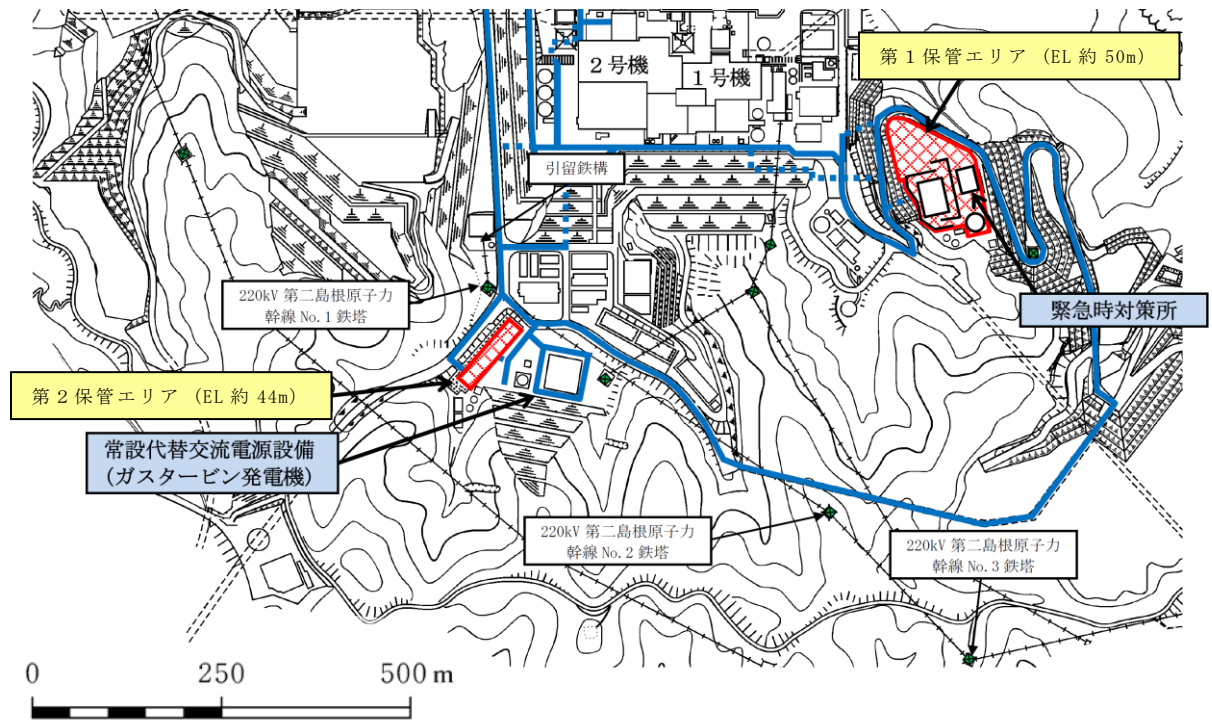 第1保管エリア (EL 約 50m)
2号機
1号機
引留鉄構
220kV 第二島根原子力
幹線 No.1 鉄塔
緊急時対策所
第2保管エリア (EL 約 44m)
常設代替交流電源設備
(ガスタービン発電機)
220kV 第二島根原子力
幹線 No.2 鉄塔
220kV 第二島根原子力
幹線 No.3 鉄塔
0 250 500 m